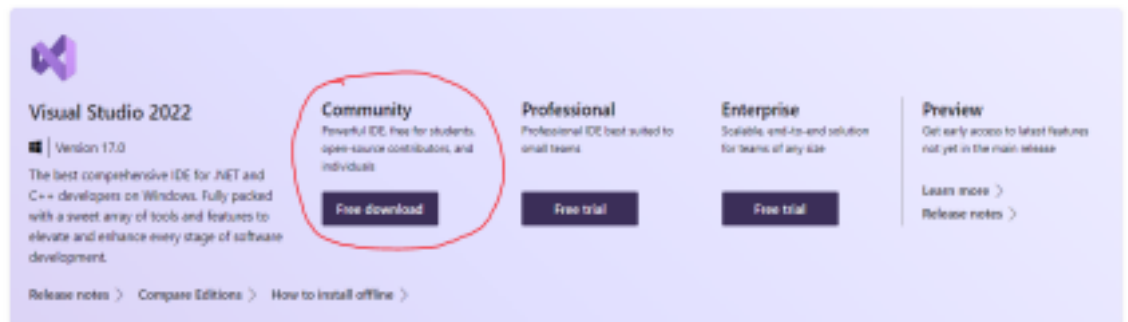 Visual Studio 2022
Version 17.0
The best comprehensive IDE for .NET and
C++ developers on Windows. Fully packed
with a sweet array of tools and features to
elevate and enhance every stage of software
development.
Community
Powerful IDE, free for students,
open-source contributors, and
individuals
Free download
Professional
Professional IDE best suited to
small teams
Free trial
Enterprise
Scalable, end-to-end solution
for teams of any size
Free trial
Preview
Get early access to latest features
not yet in the main release
Learn more
Release notes
Release notes
Compare Editions
How to install offline